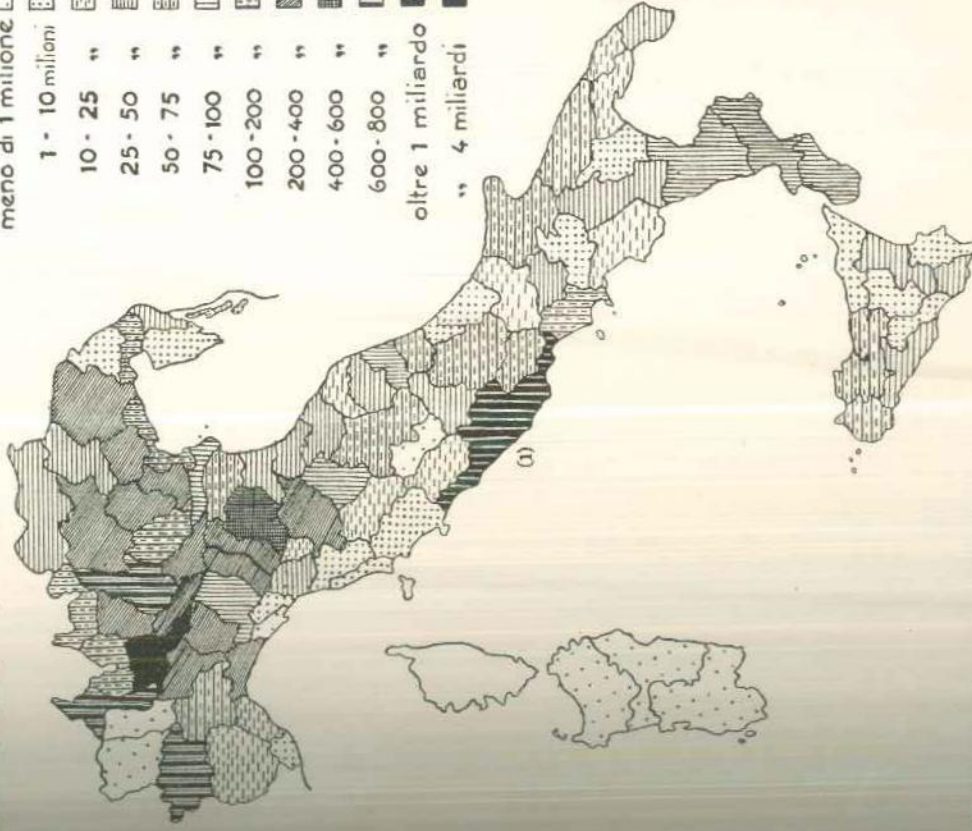 meno di 1 milione
1 - 10 milioni
10 - 25 "
25 - 50 "
50 - 75 "
75 - 100 "
100 - 200 "
200 - 400 "
400 - 600 "
600 - 800 "
oltre 1 miliardo
" 4 miliardi
(1)